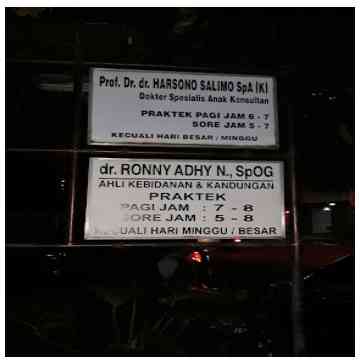 Prof. Dr. dr. HARSONO SALIMO SpA (K)
Dokter Spesialis Anak Konsultan
PRAKTEK PAGI JAM 6 - 7
SORE JAM 5 - 7
KECUALI HARI BESAR / MINGGU
dr. RONNY ADHY N., SpOG
AHLI KEBIDANAN & KANDUNGAN
PRAKTEK
PAGI JAM : 7 - 8
SORE JAM : 5 - 8
KECUALI HARI MINGGU / BESAR